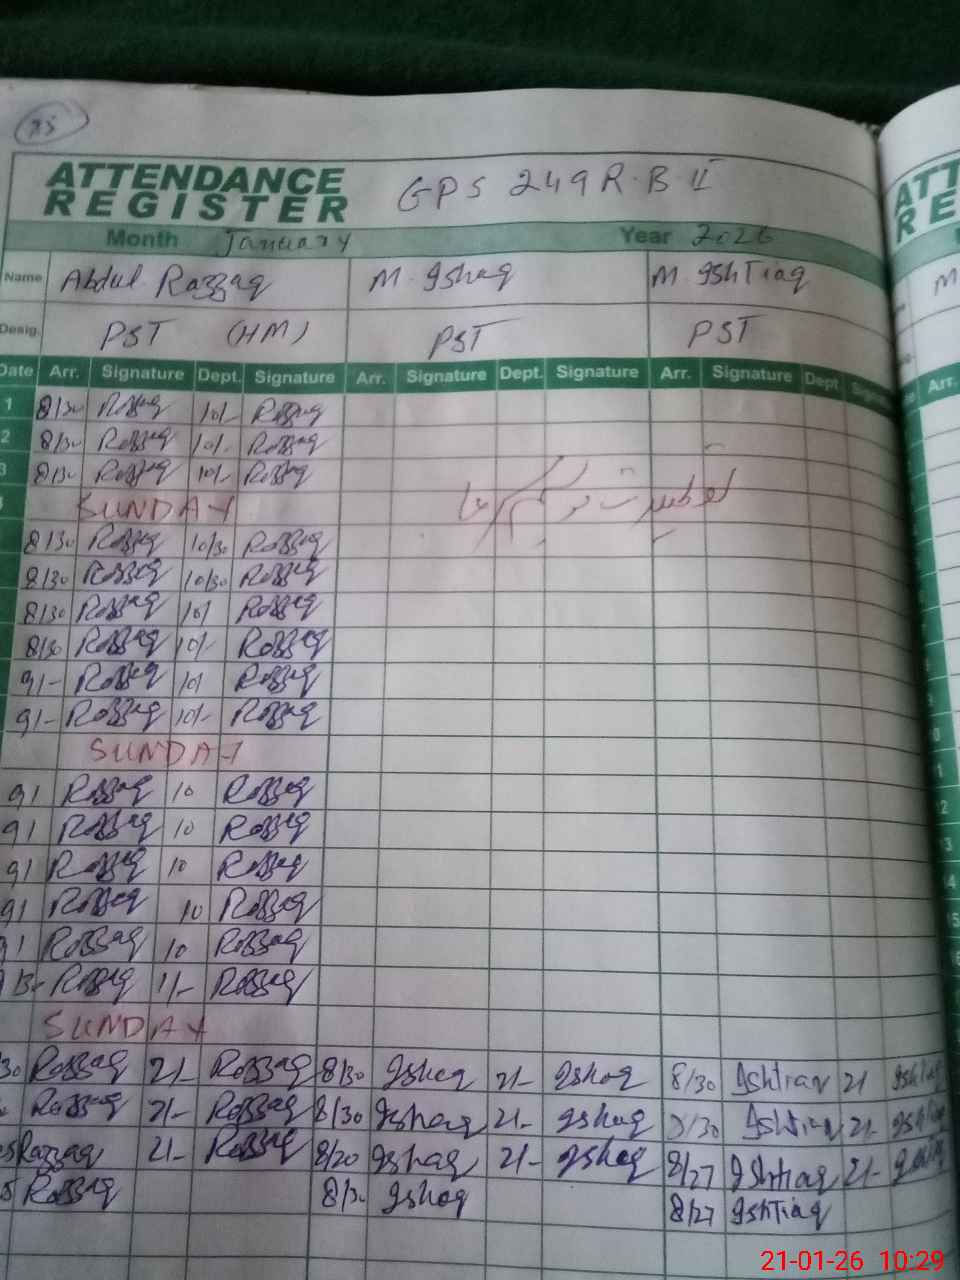 ATTENDANCE
REGISTER
GPS 249 R.B II
Month January Year 2026
Name Abdul Razzaq M. Ishaq M. IshTiaq
Desig. PST (HM) PST PST
Date Arr. Signature Dept. Signature Arr. Signature Dept. Signature Arr. Signature Dept. Signature
1 8/30 Razzaq 10/- Razzaq
2 8/30 Razzaq 10/- Razzaq
3 8/30 Razzaq 10/- Razzaq
SUNDAY
تعطیلات موسم سرما
8/30 Razzaq 10/30 Razzaq
8/30 Razzaq 10/30 Razzaq
8/30 Razzaq 10/ Razzaq
8/30 Razzaq 10/- Razzaq
9/- Razzaq 10/ Razzaq
9/- Razzaq 10/- Razzaq
SUNDAY
9/ Razzaq 10 Razzaq
9/ Razzaq 10 Razzaq
9/ Razzaq 10 Razzaq
9/ Razzaq 10 Razzaq
9/ Razzaq 10 Razzaq
Razzaq 1/- Razzaq
SUNDAY
30 Razzaq 2/- Razzaq 8/30 Ishaq 2/- Ishaq 8/30 Ishtiaq 2/ Ishtiaq
Razzaq 2/- Razzaq 8/30 Ishaq 2/- Ishaq 8/30 Ishtiaq 2/- Ishtiaq
Razzaq 2/- Razzaq 8/20 Ishaq 2/- Ishaq 8/27 Ishtiaq 2/- Ishtiaq
Razzaq 8/30 Ishaq 8/27 IshTiaq
21-01-26 10:29